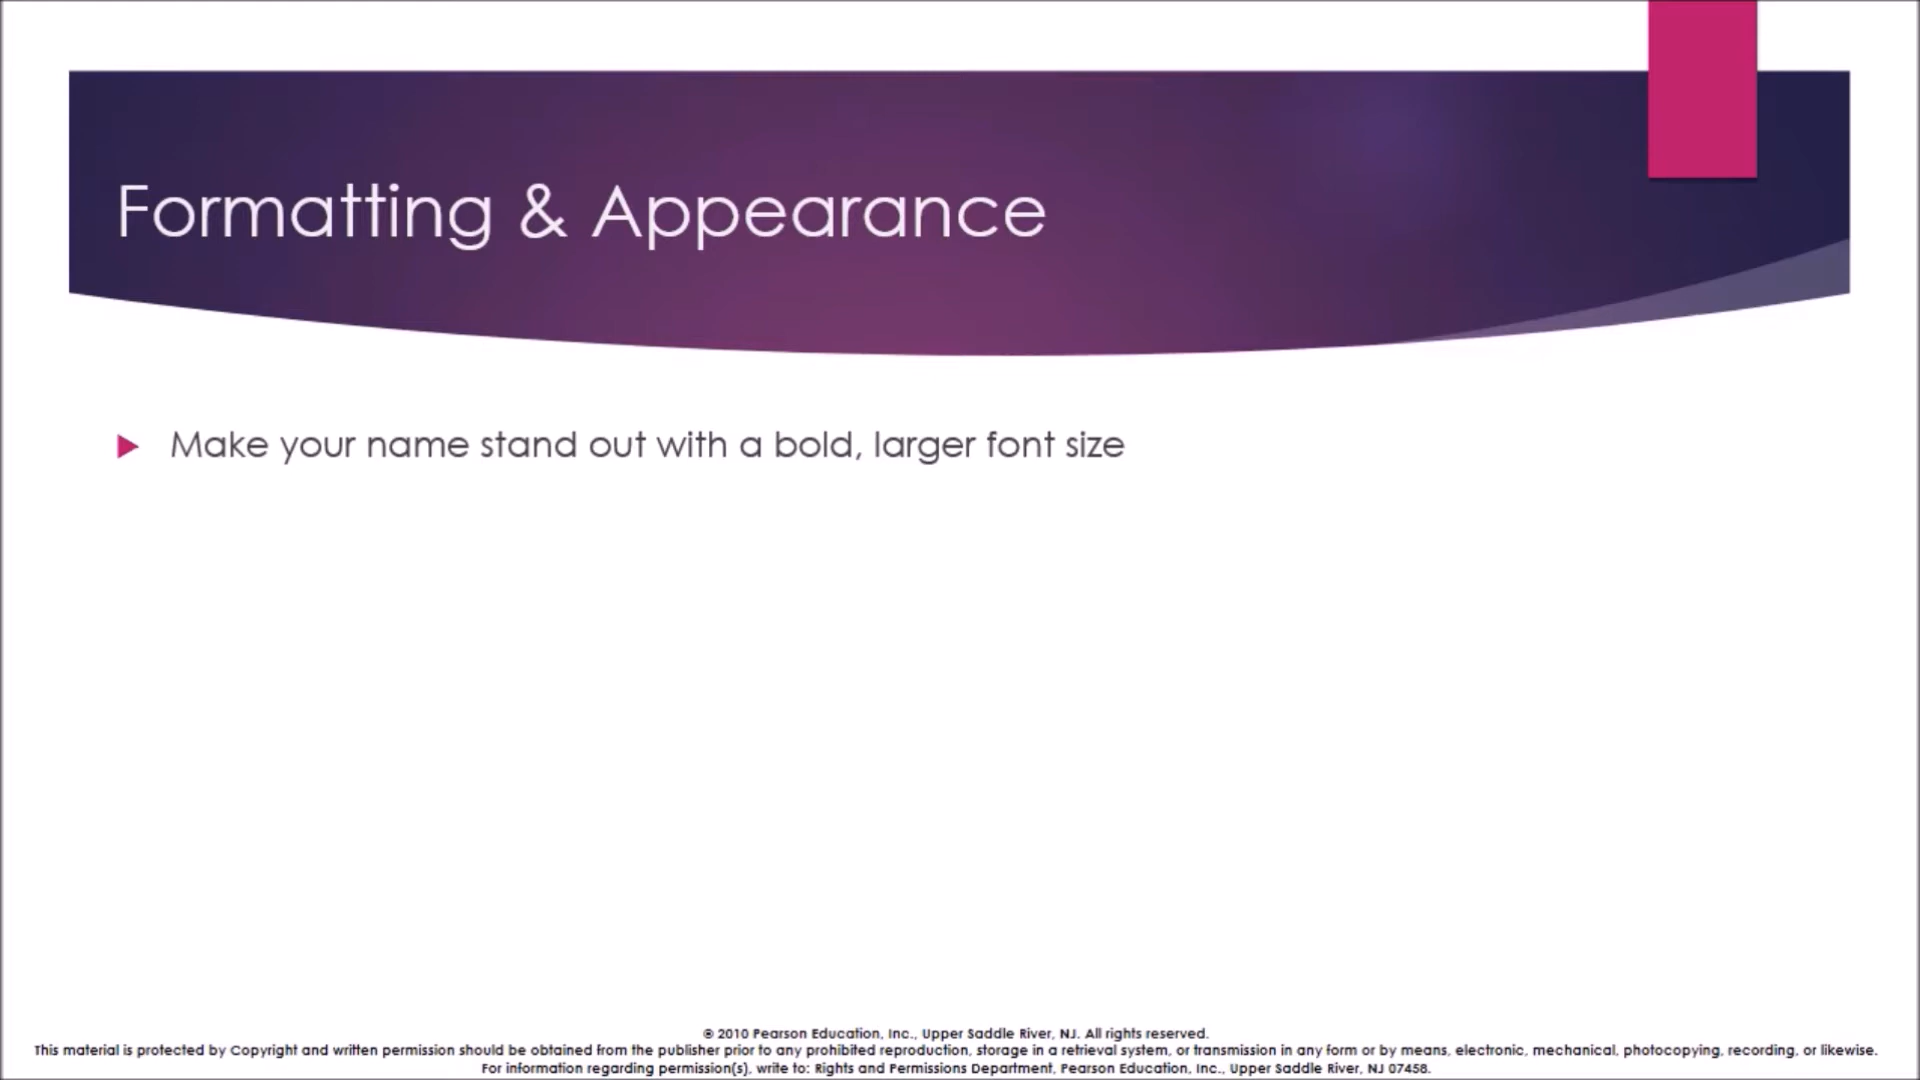 Formatting & Appearance
Make your name stand out with a bold, larger font size
© 2010 Pearson Education, Inc., Upper Saddle River, NJ. All rights reserved.
This material is protected by Copyright and written permission should be obtained from the publisher prior to any prohibited reproduction, storage in a retrieval system, or transmission in any form or by means, electronic, mechanical, photocopying, recording, or likewise.
For information regarding permission(s), write to: Rights and Permissions Department, Pearson Education, Inc., Upper Saddle River, NJ 07458.